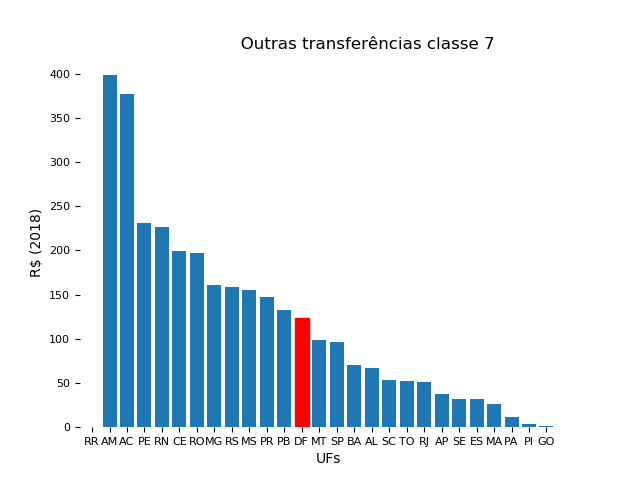 Outras transferências classe 7
400
350
300
250
200
150
100
50
0
R$ (2018)
RR AM AC PE RN CE RO MG RS MS PR PB DF MT SP BA AL SC TO RJ AP SE ES MA PA PI GO
UFs